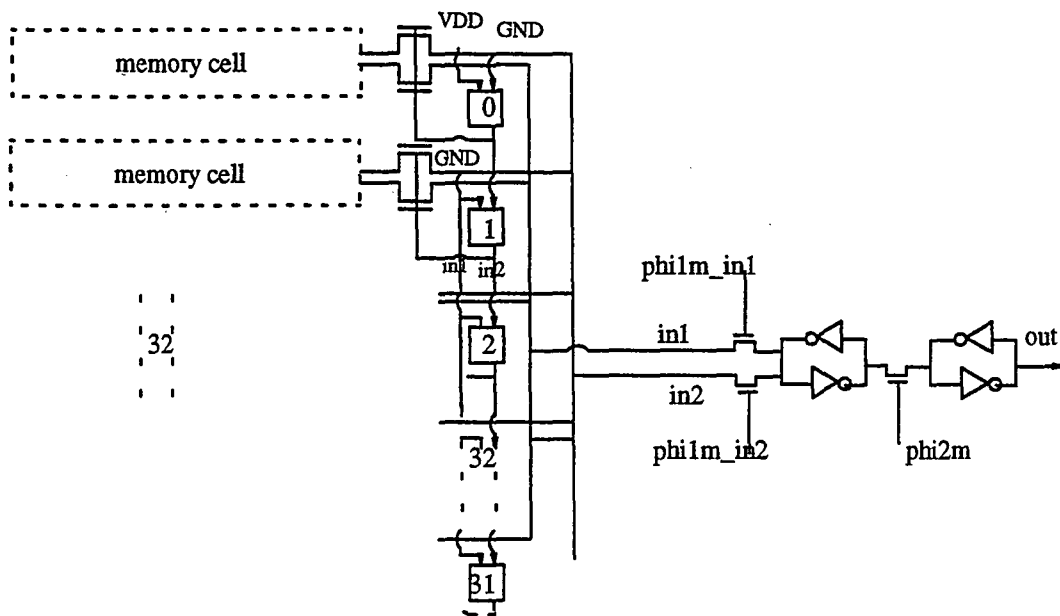 VDD
GND
memory cell
0
memory cell
GND
1
in1
in2
phi1m_in1
32
2
in1
out
in2
32
phi1m_in2
phi2m
31